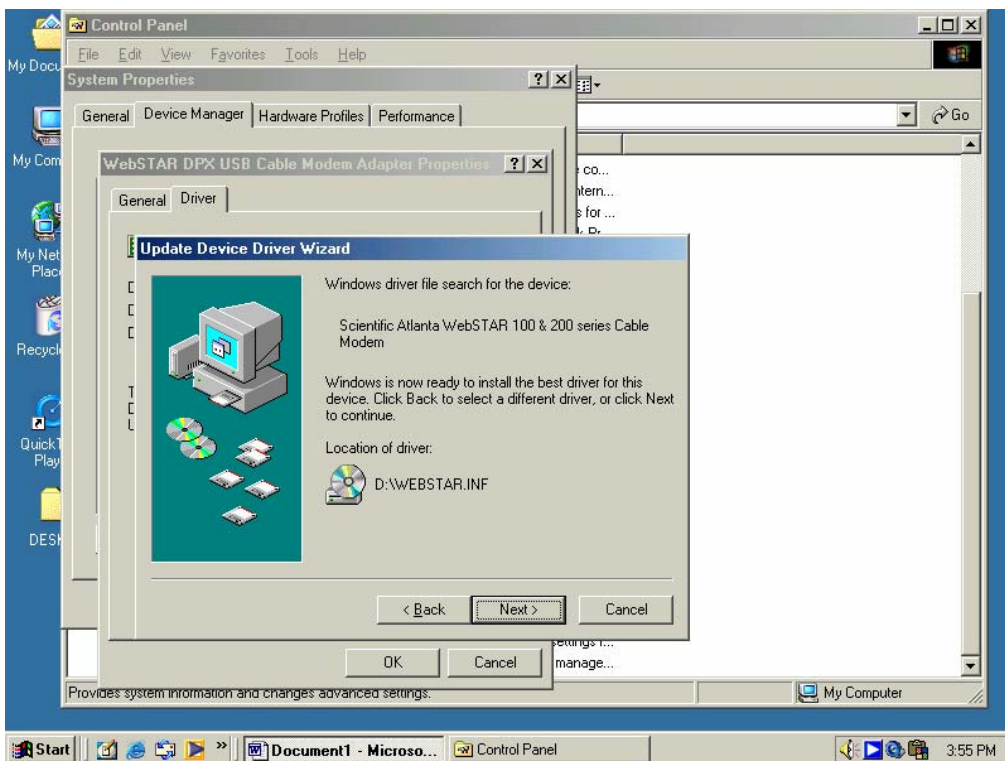 Control Panel
File Edit View Favorites Tools Help
My Docu
System Properties
General Device Manager Hardware Profiles Performance
Go
My Com
WebSTAR DPX USB Cable Modem Adapter Properties
co...
ntern...
s for ...
General Driver
My Net
Plac
Update Device Driver Wizard
Windows driver file search for the device:
Scientific Atlanta WebSTAR 100 & 200 series Cable
Modem
Recycl
Windows is now ready to install the best driver for this
device. Click Back to select a different driver, or click Next
to continue.
Location of driver:
D:\WEBSTAR.INF
QuickT
Play
DESK
< Back Next > Cancel
settings f...
manage...
OK Cancel
Provides system information and changes advanced settings.
My Computer
Start » Document1 - Microso... Control Panel 3:55 PM